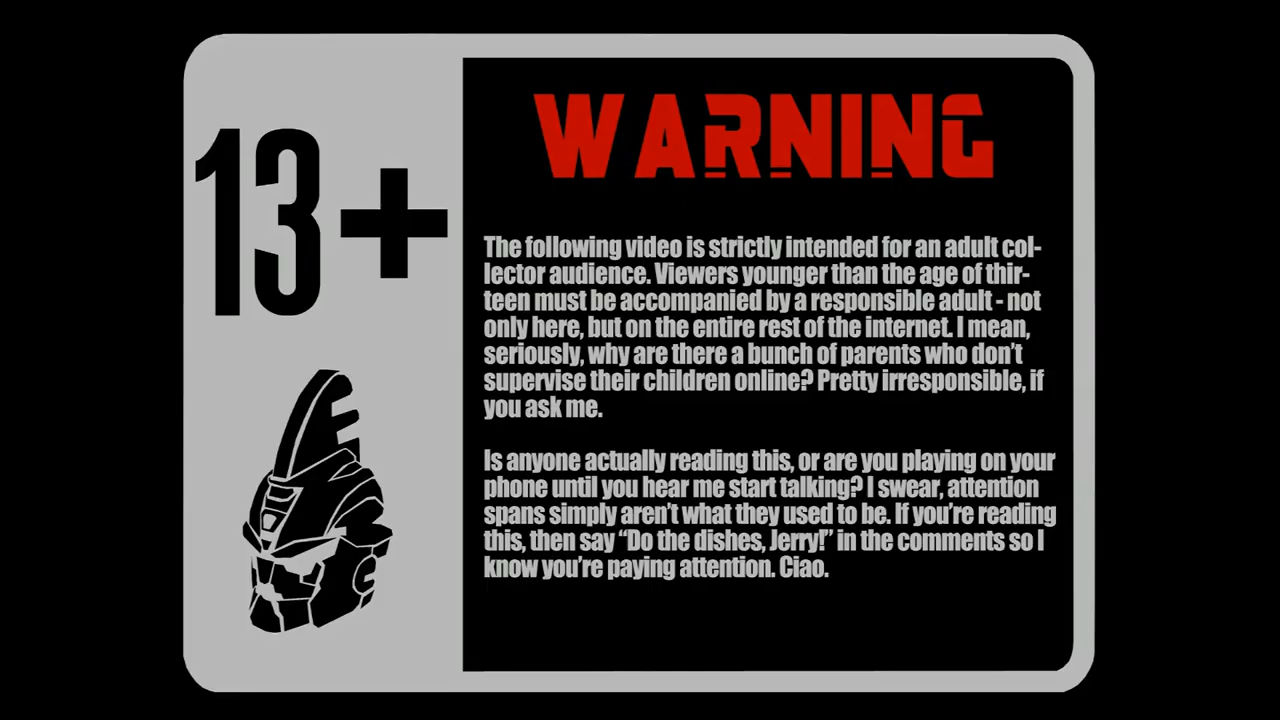 13+
WARNING
The following video is strictly intended for an adult col-
lector audience. Viewers younger than the age of thir-
teen must be accompanied by a responsible adult - not
only here, but on the entire rest of the internet. I mean,
seriously, why are there a bunch of parents who don't
supervise their children online? Pretty irresponsible, if
you ask me.
Is anyone actually reading this, or are you playing on your
phone until you hear me start talking? I swear, attention
spans simply aren't what they used to be. If you're reading
this, then say “Do the dishes, Jerry!” in the comments so I
know you're paying attention. Ciao.